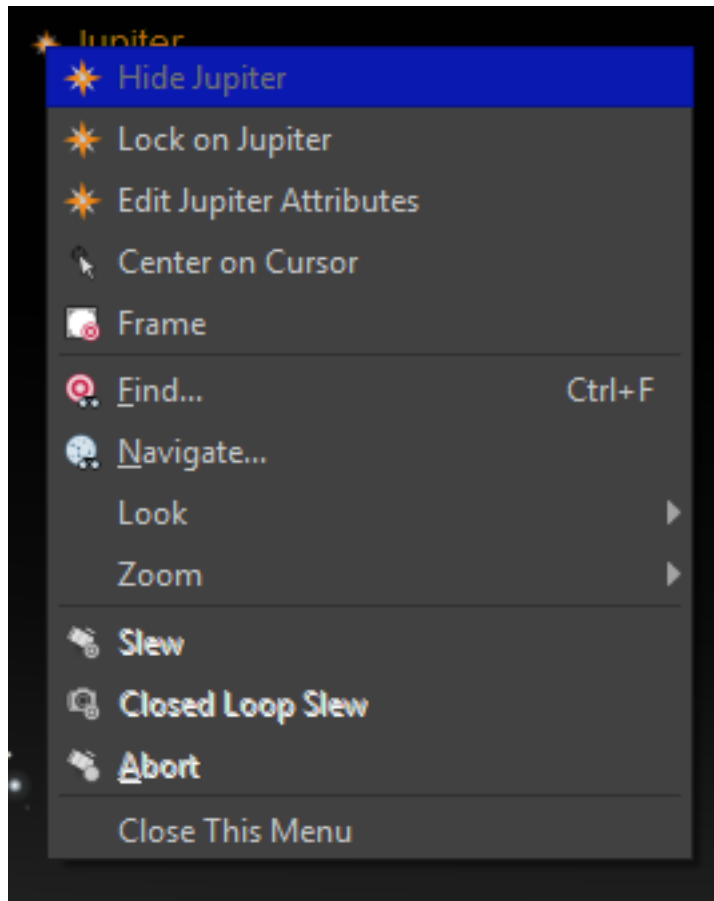 Jupiter
Hide Jupiter
Lock on Jupiter
Edit Jupiter Attributes
Center on Cursor
Frame
Find... Ctrl+F
Navigate...
Look
Zoom
Slew
Closed Loop Slew
Abort
Close This Menu